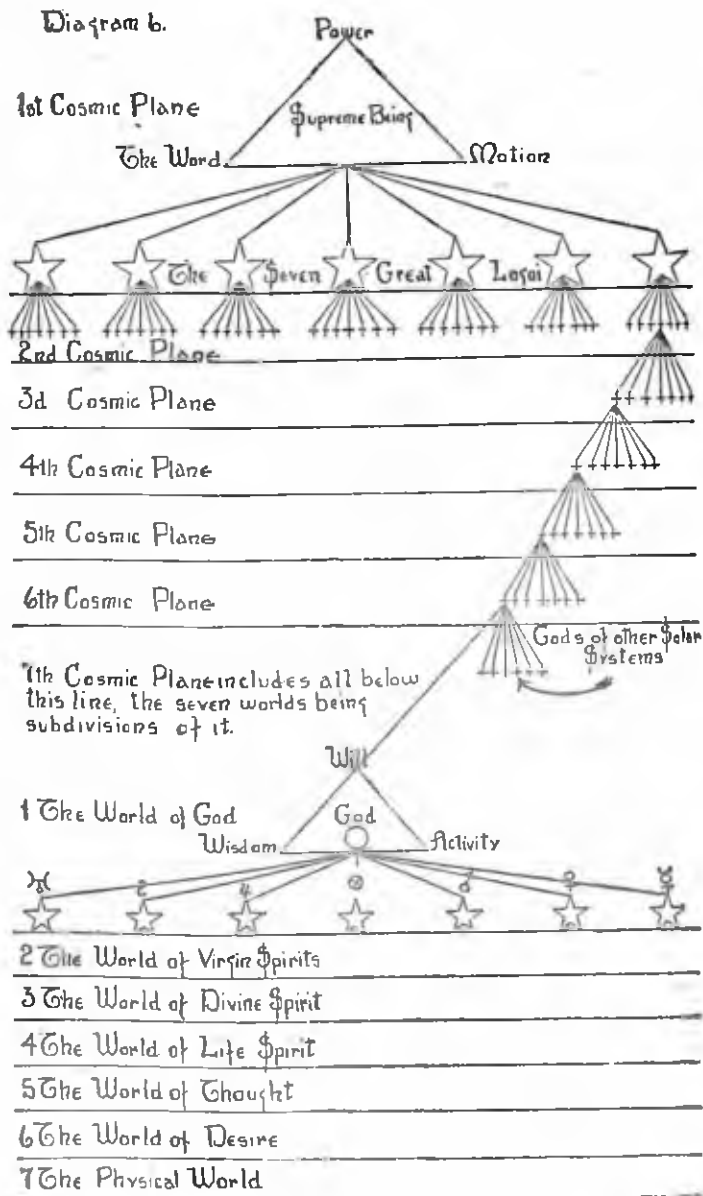 Diagram 6.
Power
1st Cosmic Plane
Supreme Being
The Word.
Motion
The Seven Great Logoi
2nd Cosmic Plane
3d Cosmic Plane
4th Cosmic Plane
5th Cosmic Plane
6th Cosmic Plane
Gods of other Solar
Systems
7th Cosmic Plane includes all below
this line, the seven worlds being
subdivisions of it.
Will
1 The World of God
God
Wisdom
Activity
♂ ♀
2 The World of Virgin Spirits
3 The World of Divine Spirit
4 The World of Life Spirit
5 The World of Thought
6 The World of Desire
7 The Physical World